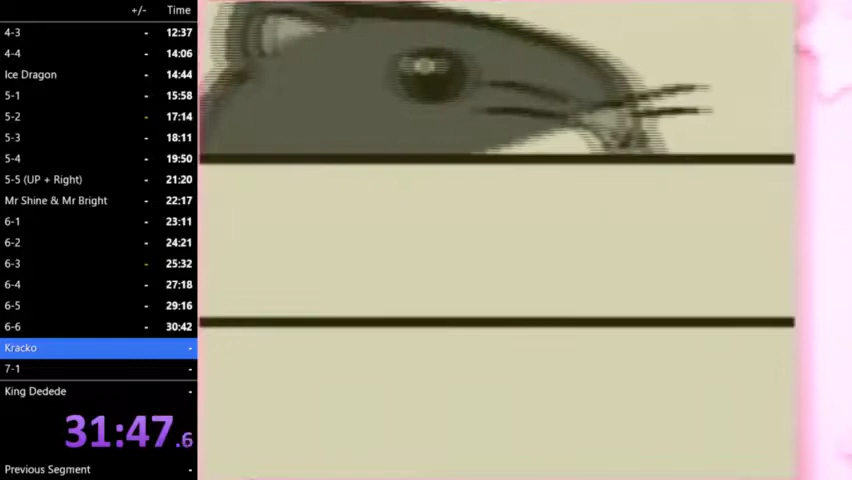 +/- Time
4-3 - 12:37
4-4 - 14:06
Ice Dragon - 14:44
5-1 - 15:58
5-2 - 17:14
5-3 - 18:11
5-4 - 19:50
5-5 (UP + Right) - 21:20
Mr Shine & Mr Bright - 22:17
6-1 - 23:11
6-2 - 24:21
6-3 - 25:32
6-4 - 27:18
6-5 - 29:16
6-6 - 30:42
Kracko -
7-1 -
King Dedede -
31:47.6
Previous Segment -